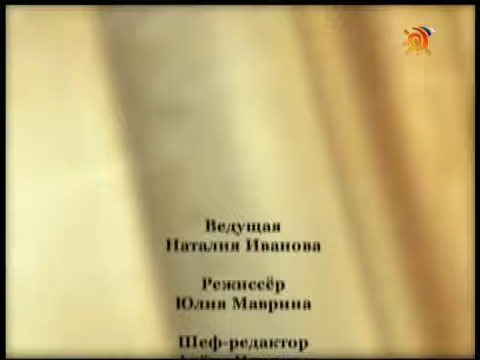 Ведущая
Наталия Иванова
Режиссёр
Юлия Маврина
Шеф-редактор